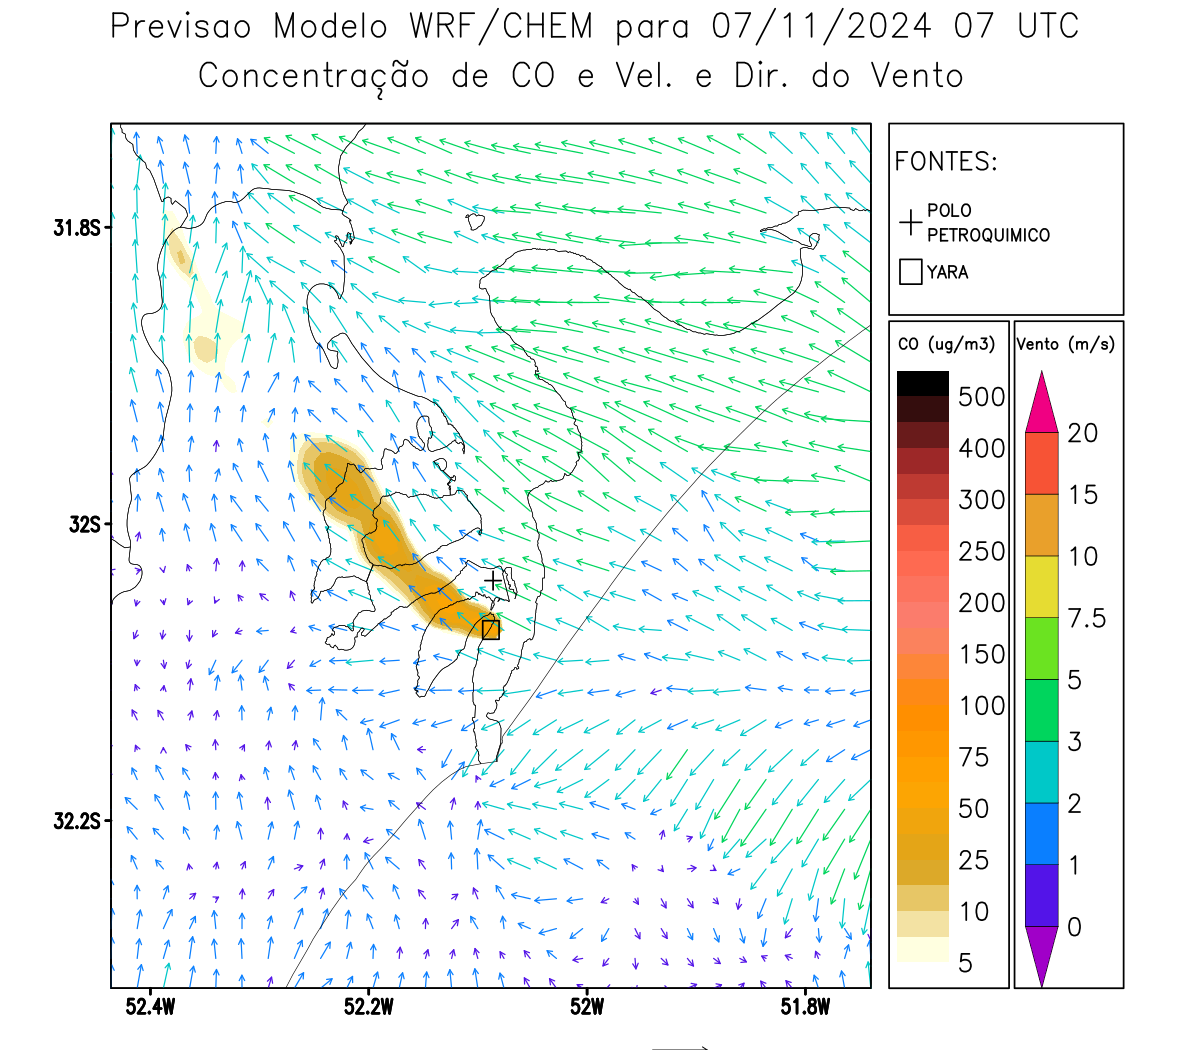 Previsao Modelo WRF/CHEM para 07/11/2024 07 UTC
Concentração de CO e Vel. e Dir. do Vento
FONTES:
POLO
PETROQUIMICO
YARA
CO (ug/m3)
500
400
300
250
200
150
100
75
50
25
10
5
Vento (m/s)
20
15
10
7.5
5
3
2
1
0
31.8S
32S
32.2S
52.4W
52.2W
52W
51.8W